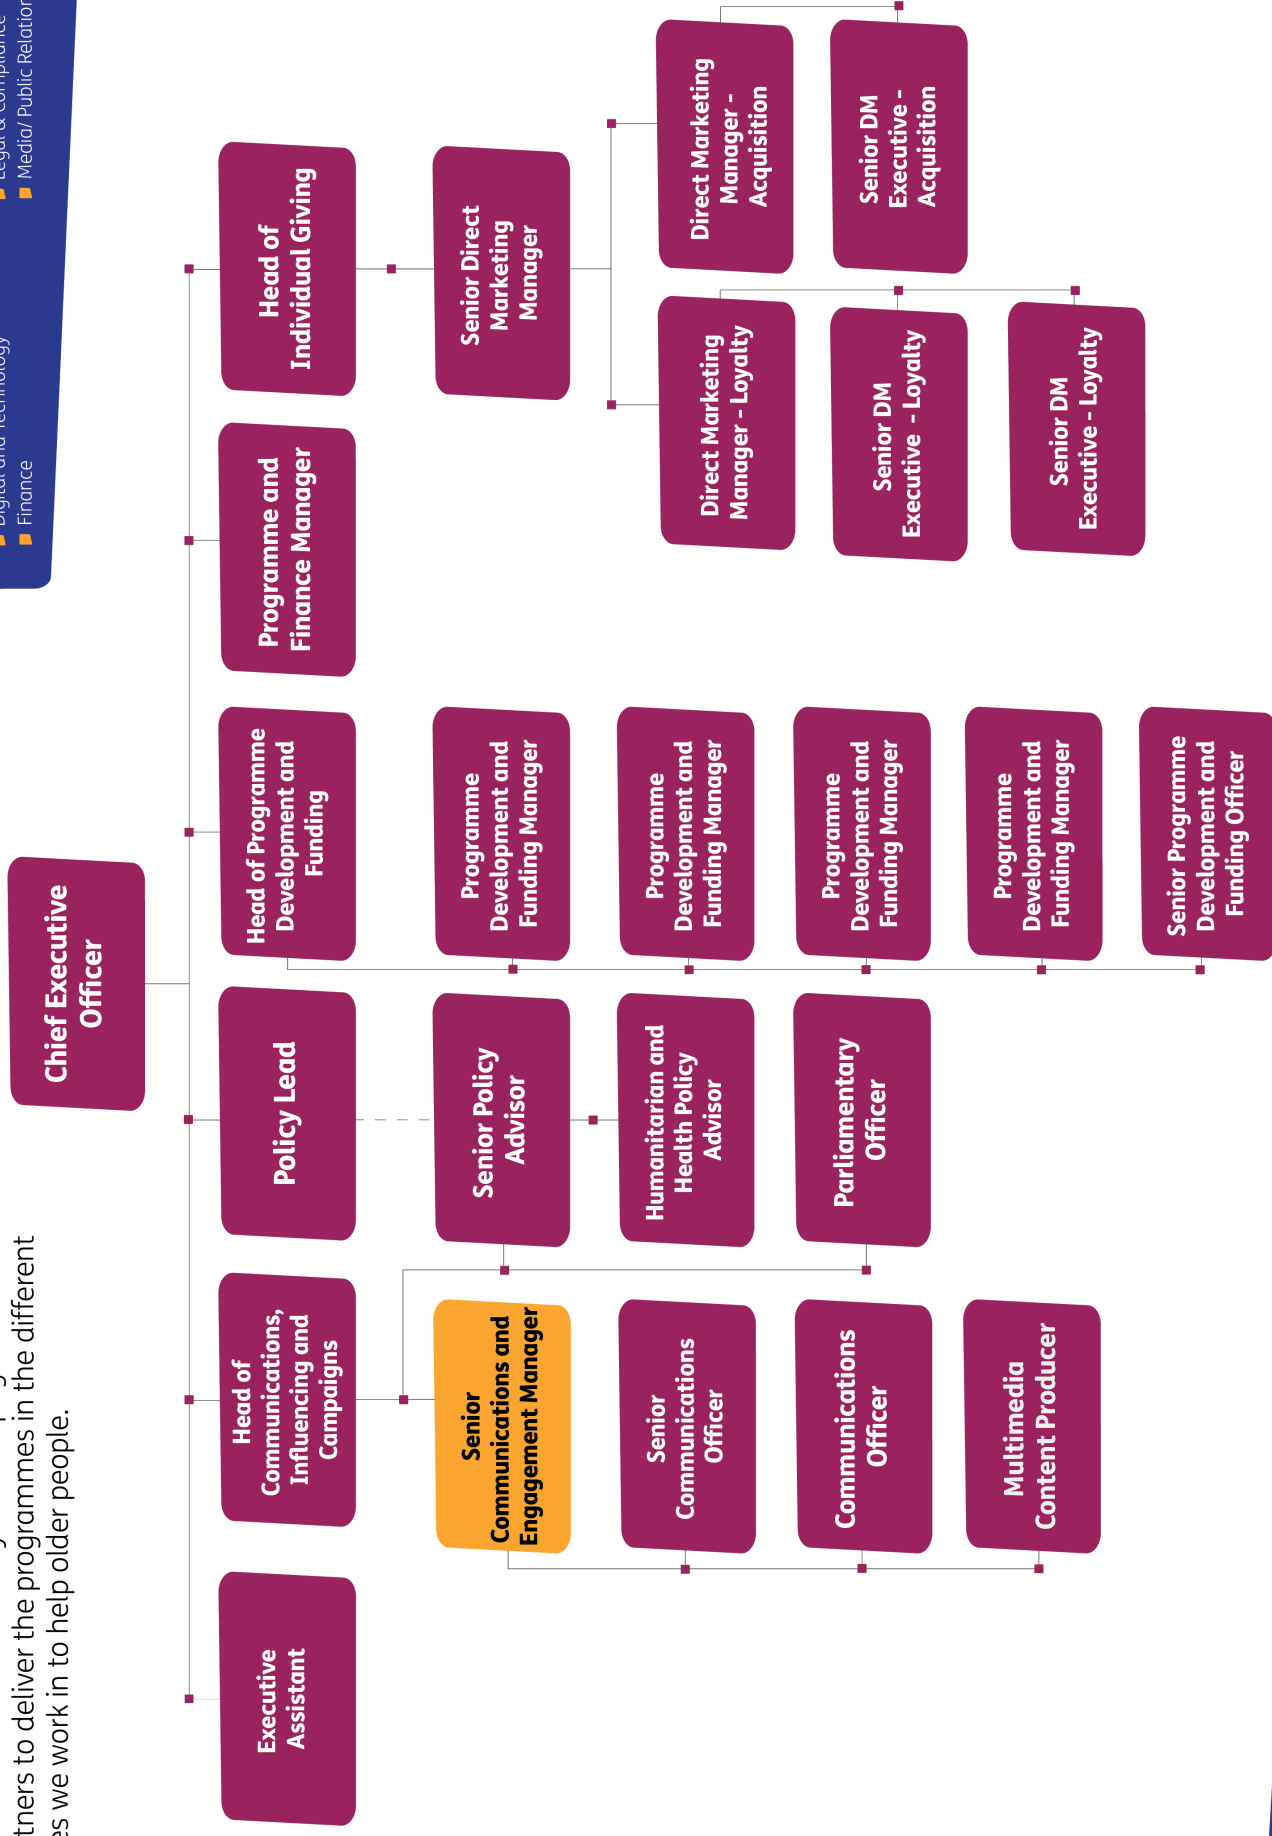 tners to deliver the programmes in the different
es we work in to help older people.
Digital and Technology
Finance
Legal & Compliance
Media/ Public Relation
Chief Executive
Officer
Executive
Assistant
Head of
Communications,
Influencing and
Campaigns
Policy Lead
Head of Programme
Development and
Funding
Programme and
Finance Manager
Head of
Individual Giving
Senior
Communications and
Engagement Manager
Senior
Communications
Officer
Communications
Officer
Multimedia
Content Producer
Senior Policy
Advisor
Humanitarian and
Health Policy
Advisor
Parliamentary
Officer
Programme
Development and
Funding Manager
Programme
Development and
Funding Manager
Programme
Development and
Funding Manager
Programme
Development and
Funding Manager
Senior Programme
Development and
Funding Officer
Senior Direct
Marketing
Manager
Direct Marketing
Manager - Loyalty
Senior DM
Executive  - Loyalty
Senior DM
Executive - Loyalty
Direct Marketing
Manager -
Acquisition
Senior DM
Executive -
Acquisition